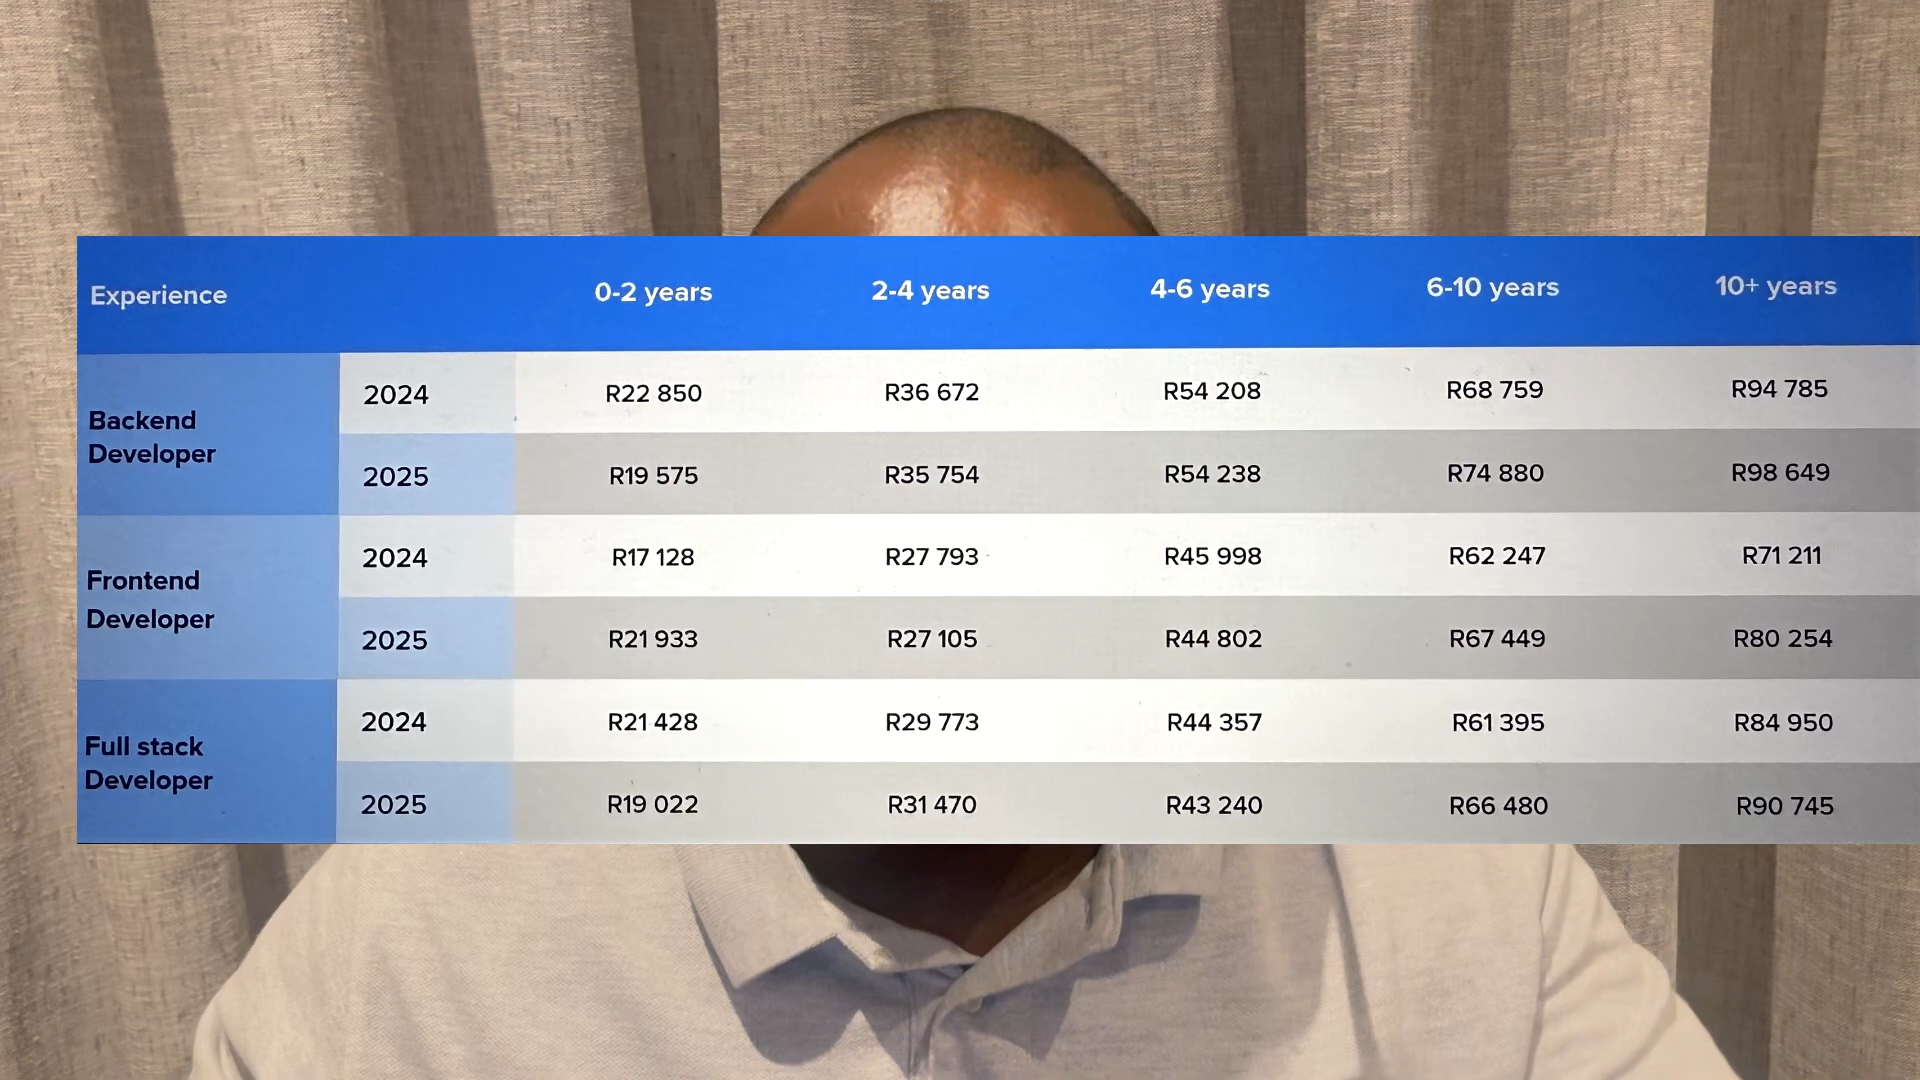 Experience 0-2 years 2-4 years 4-6 years 6-10 years 10+ years
Backend Developer
2024 R22 850 R36 672 R54 208 R68 759 R94 785
2025 R19 575 R35 754 R54 238 R74 880 R98 649
Frontend Developer
2024 R17 128 R27 793 R45 998 R62 247 R71 211
2025 R21 933 R27 105 R44 802 R67 449 R80 254
Full stack Developer
2024 R21 428 R29 773 R44 357 R61 395 R84 950
2025 R19 022 R31 470 R43 240 R66 480 R90 745